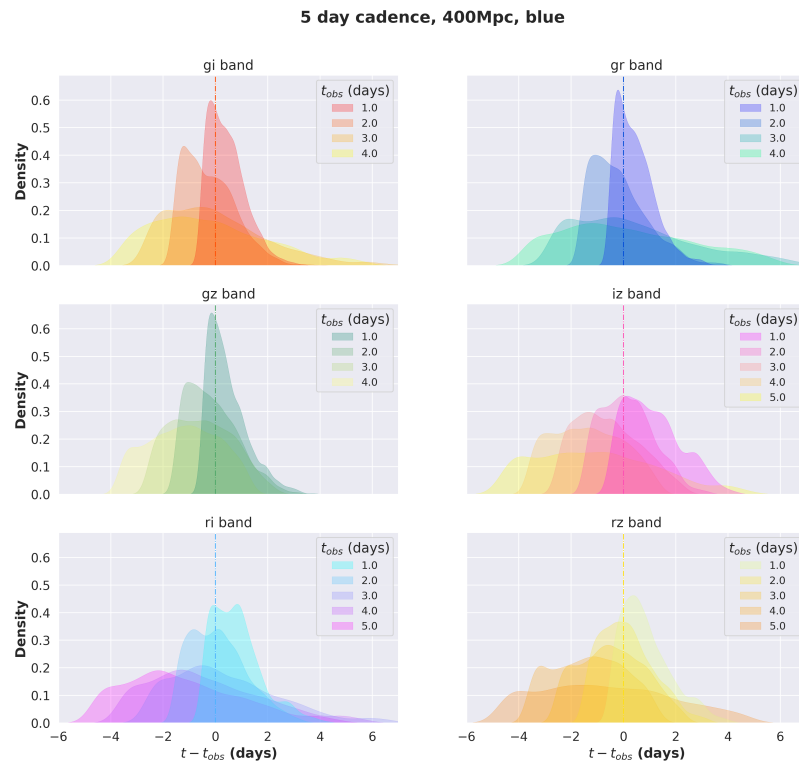 5 day cadence, 400Mpc, blue
gi band
Density
0.6
0.5
0.4
0.3
0.2
0.1
0.0
t_obs (days)
1.0
2.0
3.0
4.0
gr band
t_obs (days)
1.0
2.0
3.0
4.0
gz band
Density
0.6
0.5
0.4
0.3
0.2
0.1
0.0
t_obs (days)
1.0
2.0
3.0
4.0
iz band
t_obs (days)
1.0
2.0
3.0
4.0
5.0
ri band
Density
0.6
0.5
0.4
0.3
0.2
0.1
0.0
t_obs (days)
1.0
2.0
3.0
4.0
5.0
−6 −4 −2 0 2 4 6
t − t_obs (days)
rz band
t_obs (days)
1.0
2.0
3.0
4.0
5.0
−6 −4 −2 0 2 4 6
t − t_obs (days)